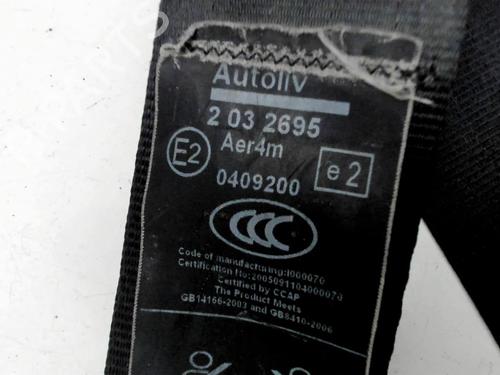 Autoliv
2 03 2695
E2 Aer4m e 2
0409200
CCC
Code of manufacturing:I000070
Certification No:2005091104000070
Certified by CCAP
The Product Meets
GB14166-2003 and GB8410-2006